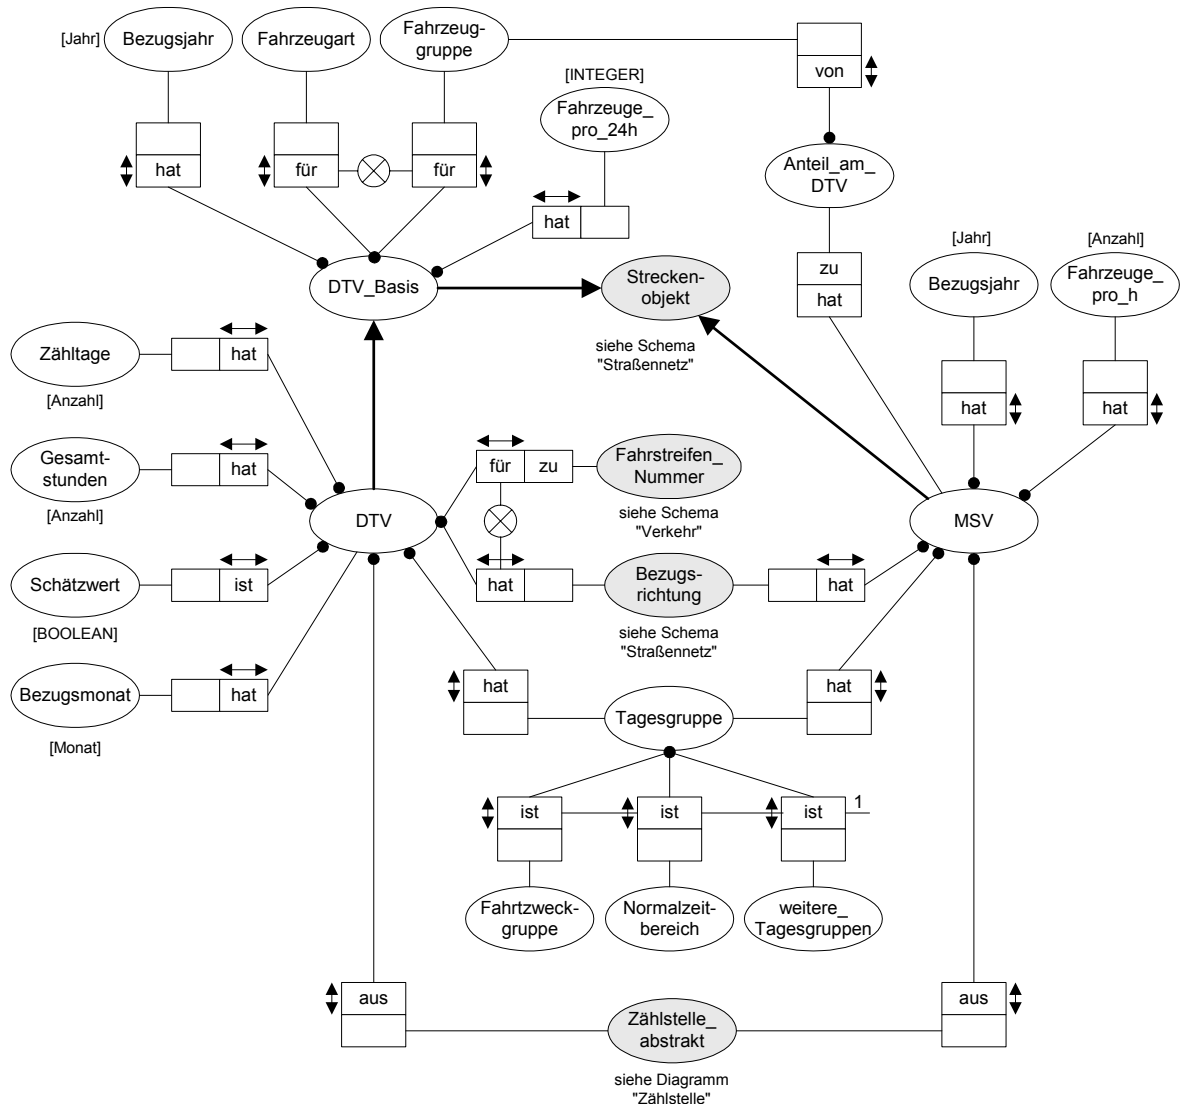 [Jahr]
Bezugsjahr
Fahrzeugart
Fahrzeug-
gruppe
von
[INTEGER]
Fahrzeuge_
pro_24h
hat
für
für
hat
Anteil_am_
DTV
zu
hat
[Jahr]
Bezugsjahr
[Anzahl]
Fahrzeuge_
pro_h
DTV_Basis
Strecken-
objekt
siehe Schema
"Straßennetz"
hat
hat
Zähltage
hat
[Anzahl]
Gesamt-
stunden
hat
[Anzahl]
für
zu
Fahrstreifen_
Nummer
siehe Schema
"Verkehr"
DTV
MSV
Schätzwert
ist
[BOOLEAN]
hat
Bezugs-
richtung
hat
siehe Schema
"Straßennetz"
Bezugsmonat
hat
[Monat]
hat
hat
Tagesgruppe
ist
ist
ist
1
Fahrtzweck-
gruppe
Normalzeit-
bereich
weitere_
Tagesgruppen
aus
aus
Zählstelle_
abstrakt
siehe Diagramm
"Zählstelle"